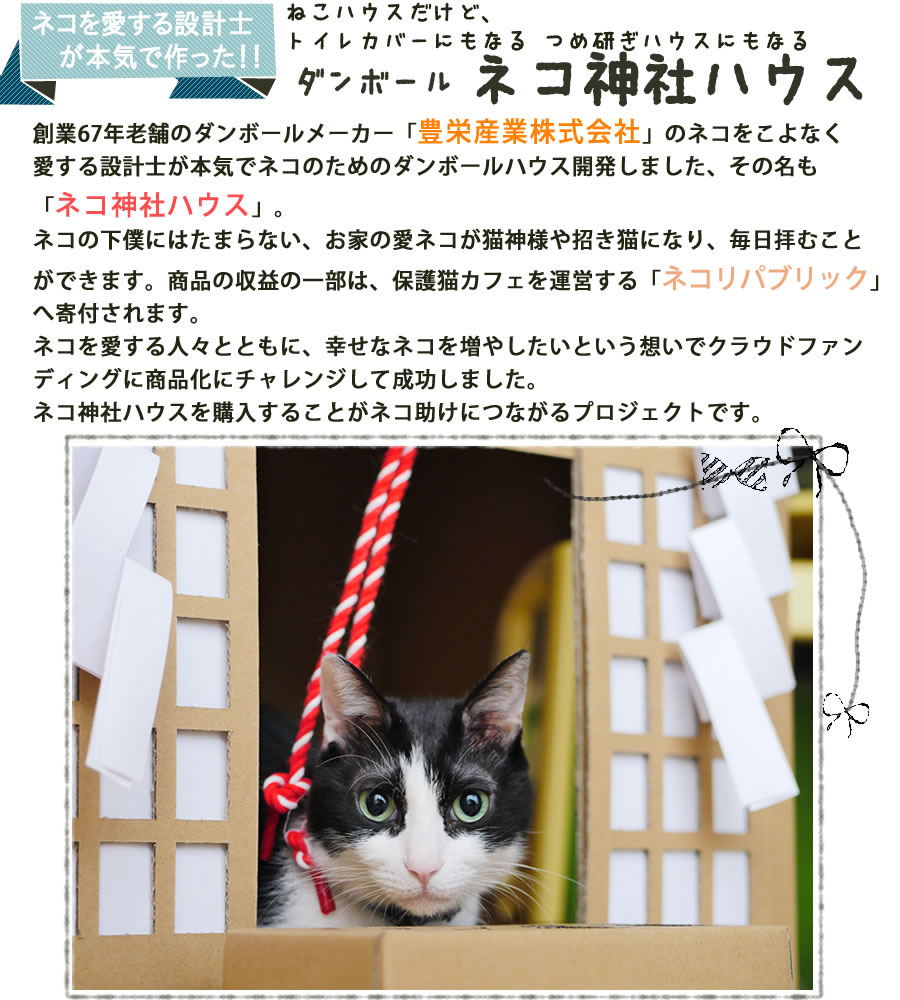 ネコを愛する設計士
が本気で作った!!
ねこハウスだけど、
トイレカバーにもなる つめ研ぎハウスにもなる
ダンボール ネコ神社ハウス
創業67年老舗のダンボールメーカー「豊栄産業株式会社」のネコをこよなく
愛する設計士が本気でネコのためのダンボールハウス開発しました、その名も
「ネコ神社ハウス」。
ネコの下僕にはたまらない、お家の愛ネコが猫神様や招き猫になり、毎日拝むこと
ができます。商品の収益の一部は、保護猫カフェを運営する「ネコリパブリック」
へ寄付されます。
ネコを愛する人々とともに、幸せなネコを増やしたいという想いでクラウドファン
ディングに商品化にチャレンジして成功しました。
ネコ神社ハウスを購入することがネコ助けにつながるプロジェクトです。